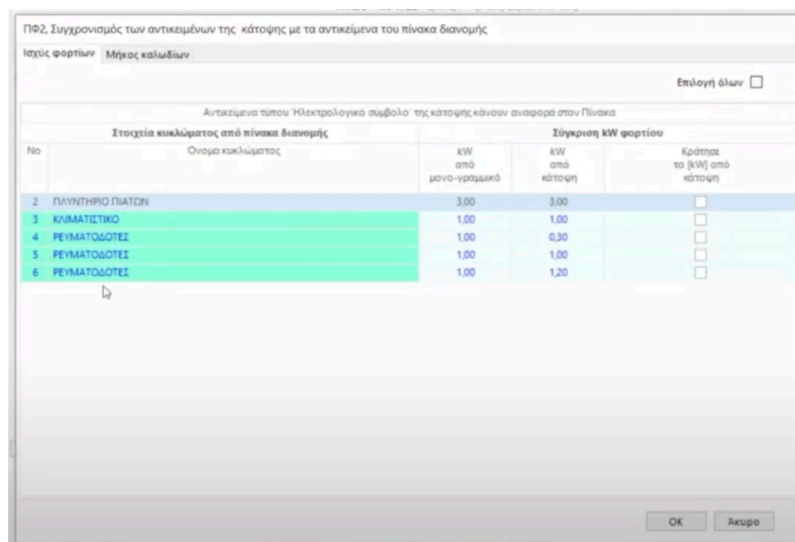 ΠΦ2, Συγχρονισμός των αντικειμένων της κάτοψης με τα αντικείμενα του πίνακα διανομής
Ισχύς φορτίων Μήκος καλωδίων
Επιλογή όλων
Αντικείμενα τύπου 'Ηλεκτρολογικό σύμβολο' της κάτοψης κάνουν αναφορά στον Πίνακα
Στοιχεία κυκλώματος από πίνακα διανομής Σύγκριση kW φορτίου
No Όνομα κυκλώματος kW από μονο-γραμμικό kW από κάτοψη Κράτησε τα [kW] από κάτοψη
2 ΠΛΥΝΤΗΡΙΟ ΠΙΑΤΩΝ 3,00 3,00
3 ΚΛΙΜΑΤΙΣΤΙΚΟ 1,00 1,00
4 ΡΕΥΜΑΤΟΔΟΤΕΣ 1,00 0,30
5 ΡΕΥΜΑΤΟΔΟΤΕΣ 1,00 1,00
6 ΡΕΥΜΑΤΟΔΟΤΕΣ 1,00 1,20
OK Άκυρο